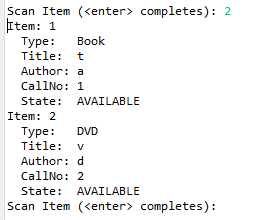 Scan Item (<enter> completes): 2
Item: 1
  Type:   Book
  Title:  t
  Author: a
  CallNo: 1
  State:  AVAILABLE
Item: 2
  Type:   DVD
  Title:  v
  Author: d
  CallNo: 2
  State:  AVAILABLE
Scan Item (<enter> completes):